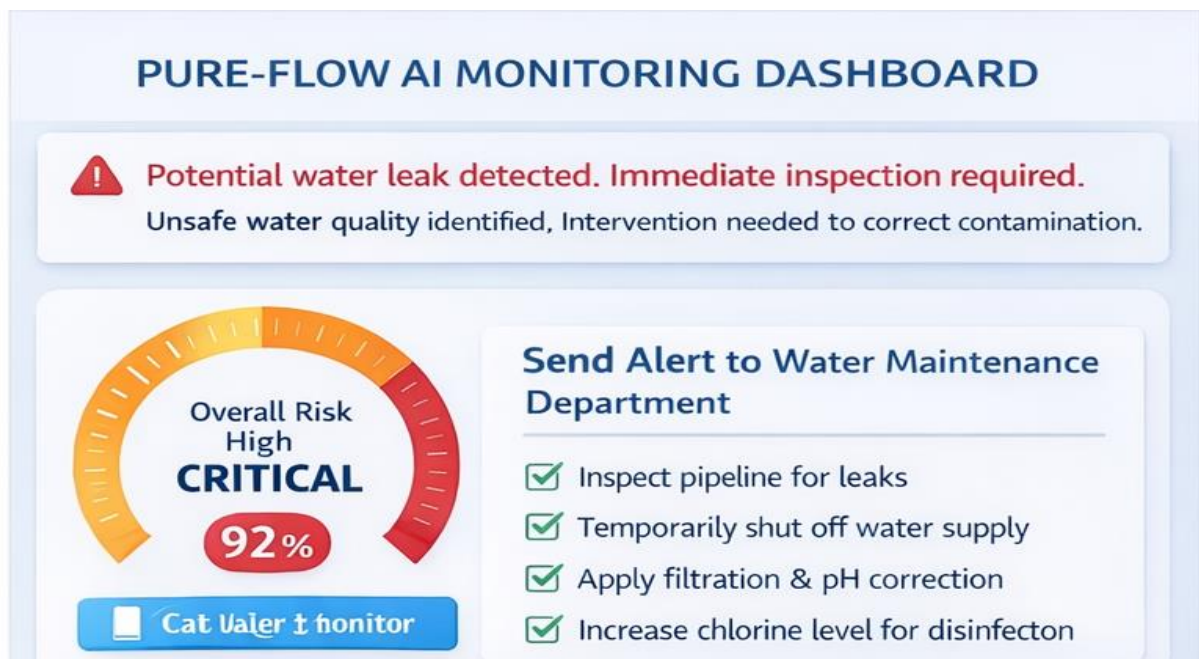 PURE-FLOW AI MONITORING DASHBOARD
Potential water leak detected. Immediate inspection required.
Unsafe water quality identified, Intervention needed to correct contamination.
Overall Risk
High
CRITICAL
92%
Cat
Send Alert to Water Maintenance
Department
Inspect pipeline for leaks
Temporarily shut off water supply
Apply filtration & pH correction
Increase chlorine level for disinfecton